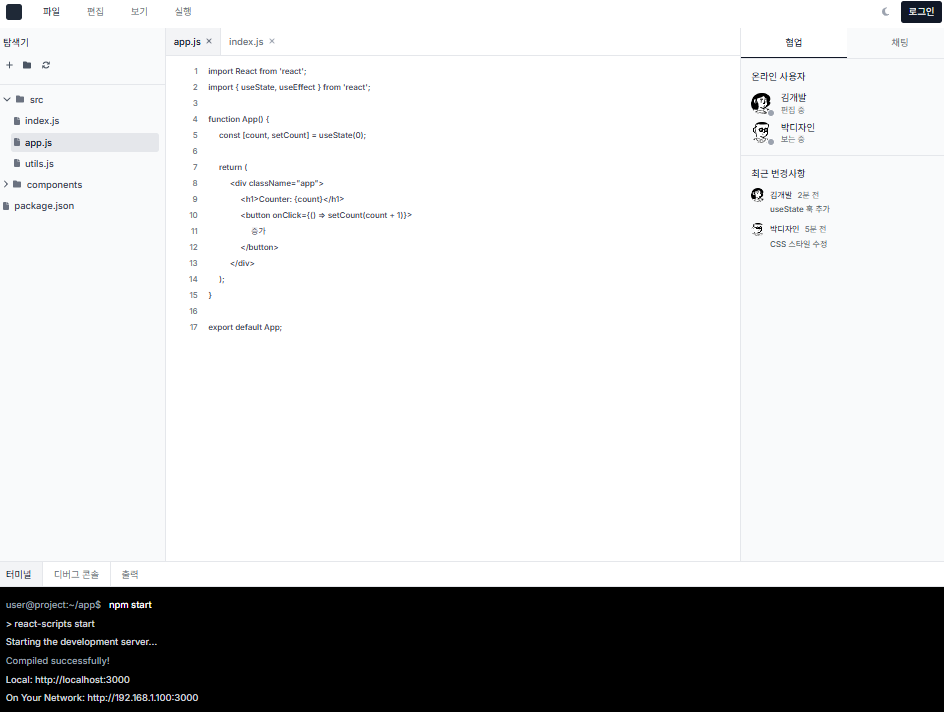 파일 편집 보기 실행 로그인
탐색기
src
index.js
app.js
utils.js
components
package.json
app.js × index.js ×
1 import React from 'react';
2 import { useState, useEffect } from 'react';
3
4 function App() {
5 const [count, setCount] = useState(0);
6
7 return (
8 <div className="app">
9 <h1>Counter: {count}</h1>
10 <button onClick={() => setCount(count + 1)}>
11 증가
12 </button>
13 </div>
14 );
15 }
16
17 export default App;
협업 채팅
온라인 사용자
김개발
편집 중
박디자인
보는 중
최근 변경사항
김개발 2분 전
useState 훅 추가
박디자인 5분 전
CSS 스타일 수정
터미널 디버그 콘솔 출력
user@project:~/app$ npm start
> react-scripts start
Starting the development server...
Compiled successfully!
Local: http://localhost:3000
On Your Network: http://192.168.1.100:3000